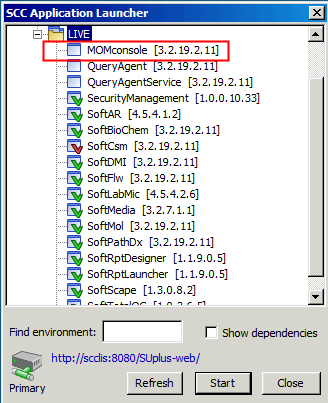 SCC Application Launcher
LIVE
MOMconsole [3.2.19.2.11]
QueryAgent [3.2.19.2.11]
QueryAgentService [3.2.19.2.11]
SecurityManagement [1.0.0.10.33]
SoftAR [4.5.4.1.2]
SoftBioChem [3.2.19.2.11]
SoftCsm [3.2.19.2.11]
SoftDMI [3.2.19.2.11]
SoftFlw [3.2.19.2.11]
SoftLabMic [4.5.4.2.6]
SoftMedia [3.2.7.1.1]
SoftMol [3.2.19.2.11]
SoftPathDx [3.2.19.2.11]
SoftRptDesigner [1.1.9.0.5]
SoftRptLauncher [1.1.9.0.5]
SoftScape [1.3.0.8.2]
Find environment:
Show dependencies
http://scclis:8080/SUplus-web/
Primary
Refresh
Start
Close